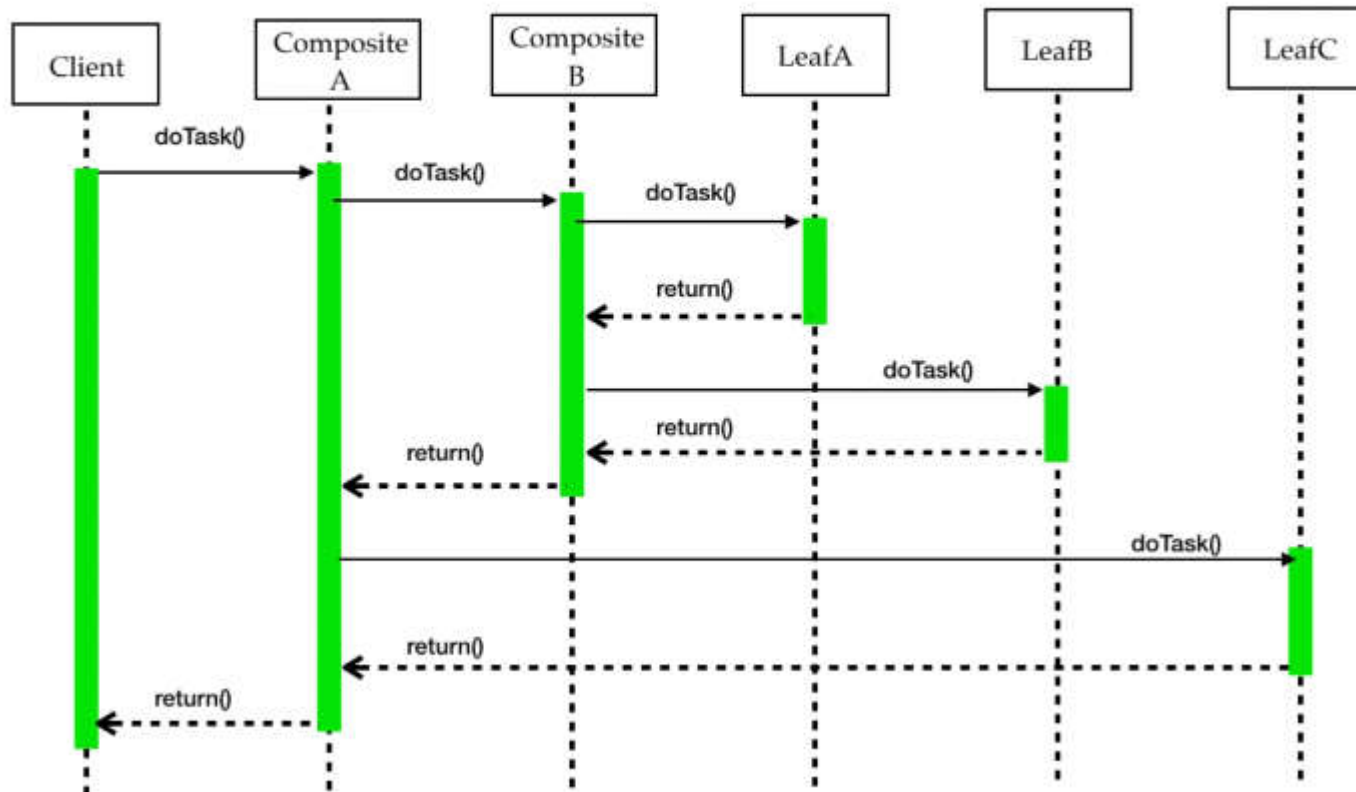 Client
Composite
A
Composite
B
LeafA
LeafB
LeafC
doTask()
doTask()
doTask()
return()
doTask()
return()
return()
doTask()
return()
return()